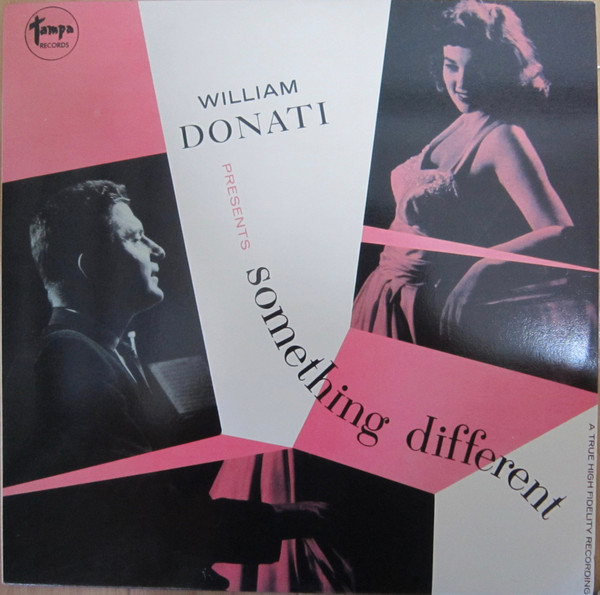 Tampa
RECORDS
WILLIAM
DONATI
PRESENTS
something different
A TRUE HIGH FIDELITY RECORDING